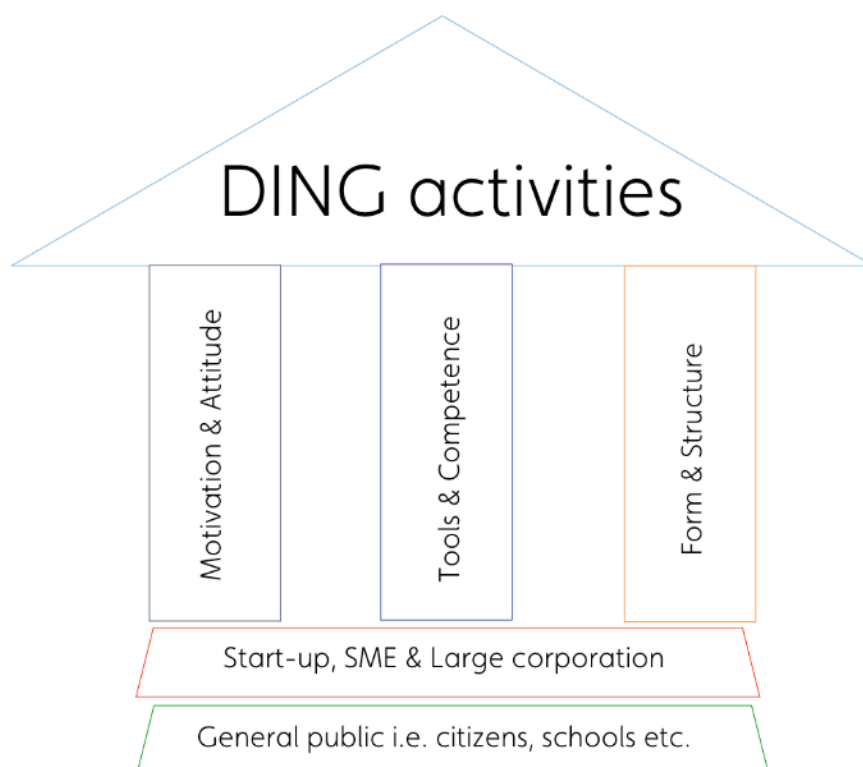 DING activities
Motivation & Attitude
Tools & Competence
Form & Structure
Start-up, SME & Large corporation
General public i.e. citizens, schools etc.